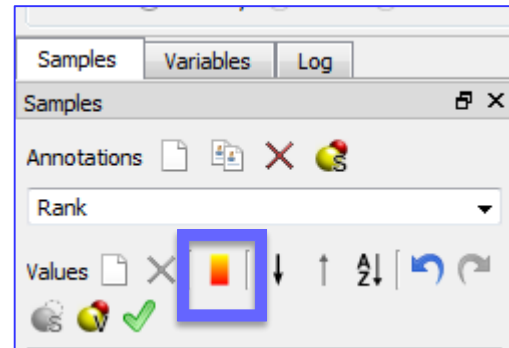 Samples Variables Log
Samples
Annotations S
Rank
Values A Z
S V